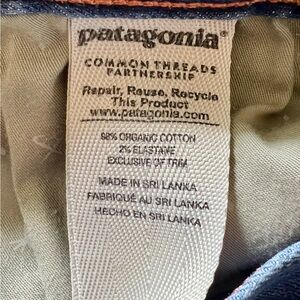 patagonia®
COMMON THREADS
PARTNERSHIP
Repair, Reuse, Recycle
This Product
www.patagonia.com
98% ORGANIC COTTON
2% ELASTANE
EXCLUSIVE OF TRIM
MADE IN SRI LANKA
FABRIQUÉ AU SRI LANKA
HECHO EN SRI LANKA